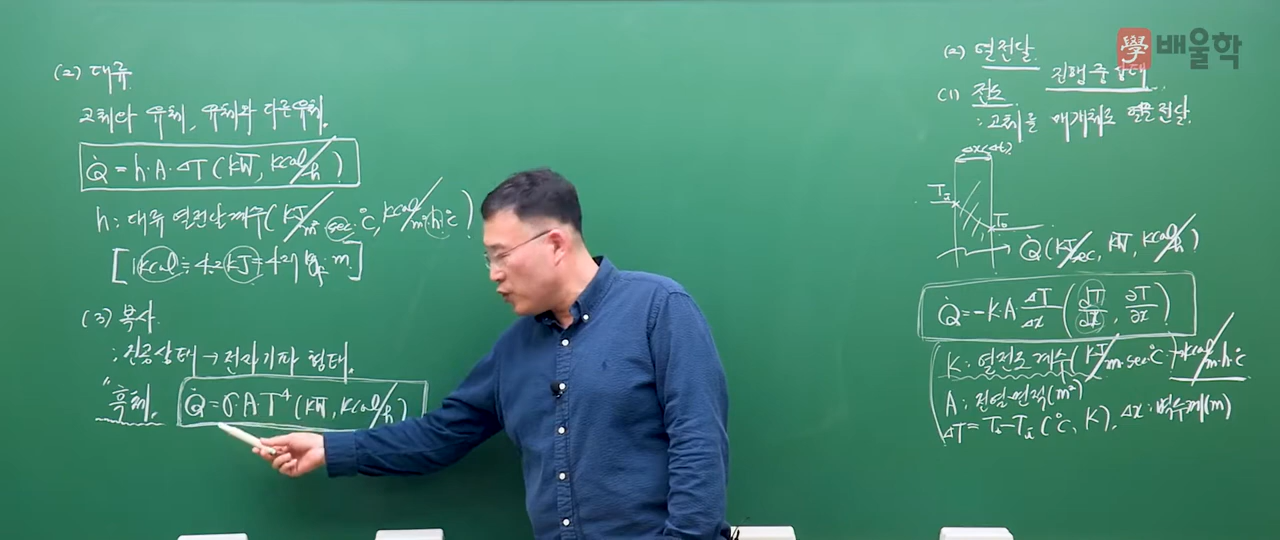 (2) 대류
고체와 유체, 유체와 다른유체.
Q̇ = h·A·ΔT (KW, Kcal/h)
h : 대류 열전달계수(KJ/m²·sec·℃, Kcal/m²·h·℃)
[1Kcal ≒ 4.2KJ = 427 kgf·m]
(3) 복사
: 진공상태 → 전자기파 형태.
"흑체. Q̇ = σ·A T⁴ (KW, Kcal/h)
(2) 열전달
진행중 상태
(1) 전도
: 고체를 매개체로 열을 전달.
Q̇ (KJ/sec, KW, Kcal/h)
Q̇ = -K·A ΔT/Δx (dT/dx, ∂T/∂x)
K : 열전도 계수(KJ/m·sec·℃) Kcal/m·h·℃
A : 전열면적(m²)
Δx : 벽두께(m)
學 배울학